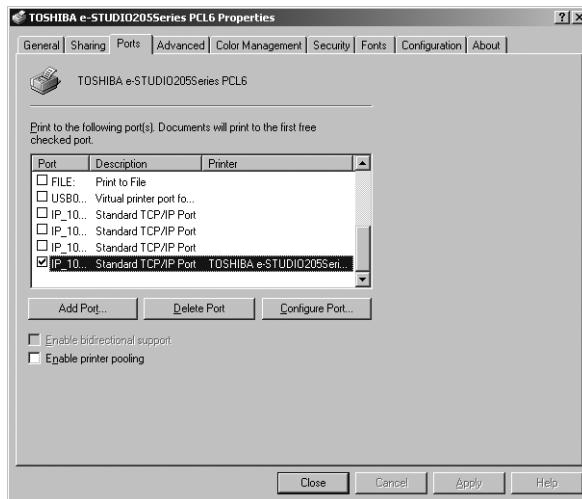 TOSHIBA e-STUDIO205Series PCL6 Properties
General Sharing Ports Advanced Color Management Security Fonts Configuration About
TOSHIBA e-STUDIO205Series PCL6
Print to the following port(s). Documents will print to the first free
checked port.
Port Description Printer
FILE: Print to File
USB0... Virtual printer port fo...
IP_10... Standard TCP/IP Port
IP_10... Standard TCP/IP Port
IP_10... Standard TCP/IP Port
IP_10... Standard TCP/IP Port TOSHIBA e-STUDIO205Seri...
Add Port... Delete Port Configure Port...
Enable bidirectional support
Enable printer pooling
Close Cancel Apply Help